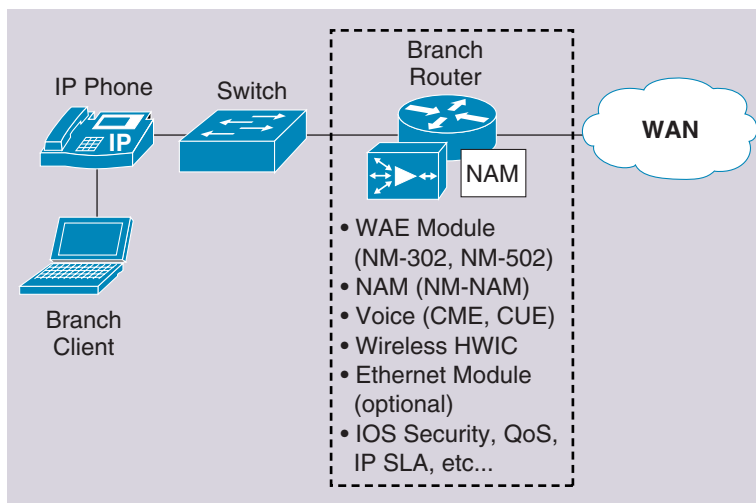 Branch
Router
IP Phone
Switch
IP
WAN
NAM
Branch
Client
• WAE Module
(NM-302, NM-502)
• NAM (NM-NAM)
• Voice (CME, CUE)
• Wireless HWIC
• Ethernet Module
(optional)
• IOS Security, QoS,
IP SLA, etc...